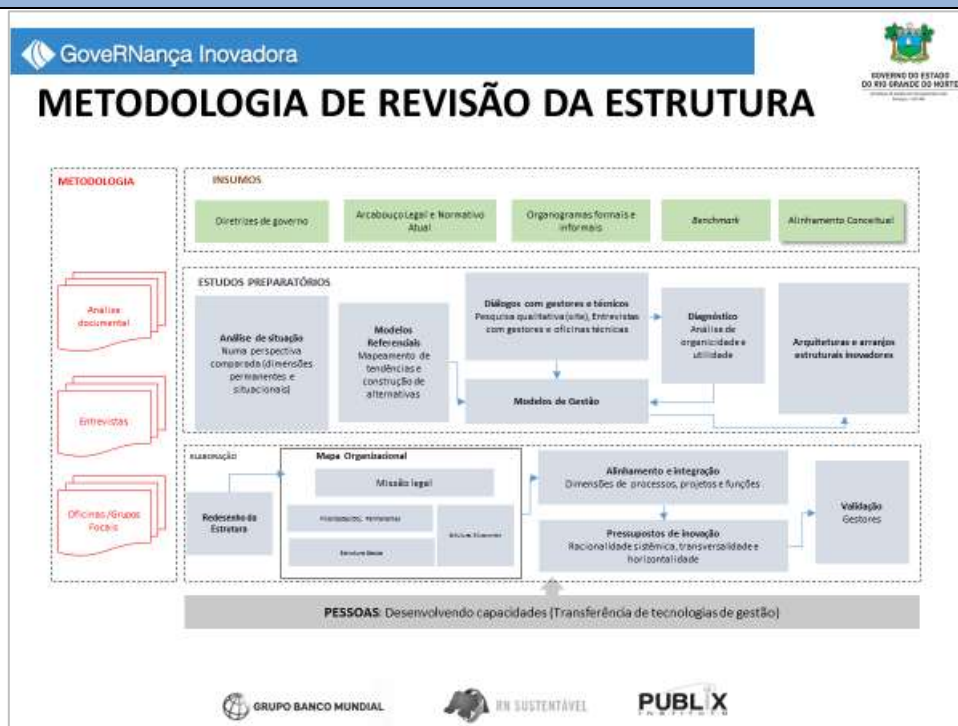 GoveRNança Inovadora
GOVERNO DO ESTADO
DO RIO GRANDE DO NORTE
METODOLOGIA DE REVISÃO DA ESTRUTURA
METODOLOGIA
Análise
documental
Entrevistas
Oficinas/Grupos
Focais
INSUMOS
Diretrizes de governo
Arcabouço Legal e Normativo
Atual
Organogramas formais e
informais
Benchmark
Alinhamento Conceitual
ESTUDOS PREPARATÓRIOS
Análise de situação
Numa perspectiva
comparada (dimensões
permanentes e
situacionais)
Modelos
Referenciais
Mapeamento de
tendências e
construção de
alternativas
Diálogos com gestores e técnicos
Pesquisa qualitativa (site), Entrevistas
com gestores e oficinas técnicas
Modelos de Gestão
Diagnóstico
Análise de
organicidade e
utilidade
Arquiteturas e arranjos
estruturais inovadores
ELABORAÇÃO
Redesenho da
Estrutura
Mapa Organizacional
Missão legal
Alinhamento e integração
Dimensões de processos, projetos e funções
Pressupostos de inovação
Racionalidade sistêmica, transversalidade e
horizontalidade
Validação
Gestores
PESSOAS: Desenvolvendo capacidades (Transferência de tecnologias de gestão)
GRUPO BANCO MUNDIAL
RN SUSTENTÁVEL
PUBLIX
INSTITUTO